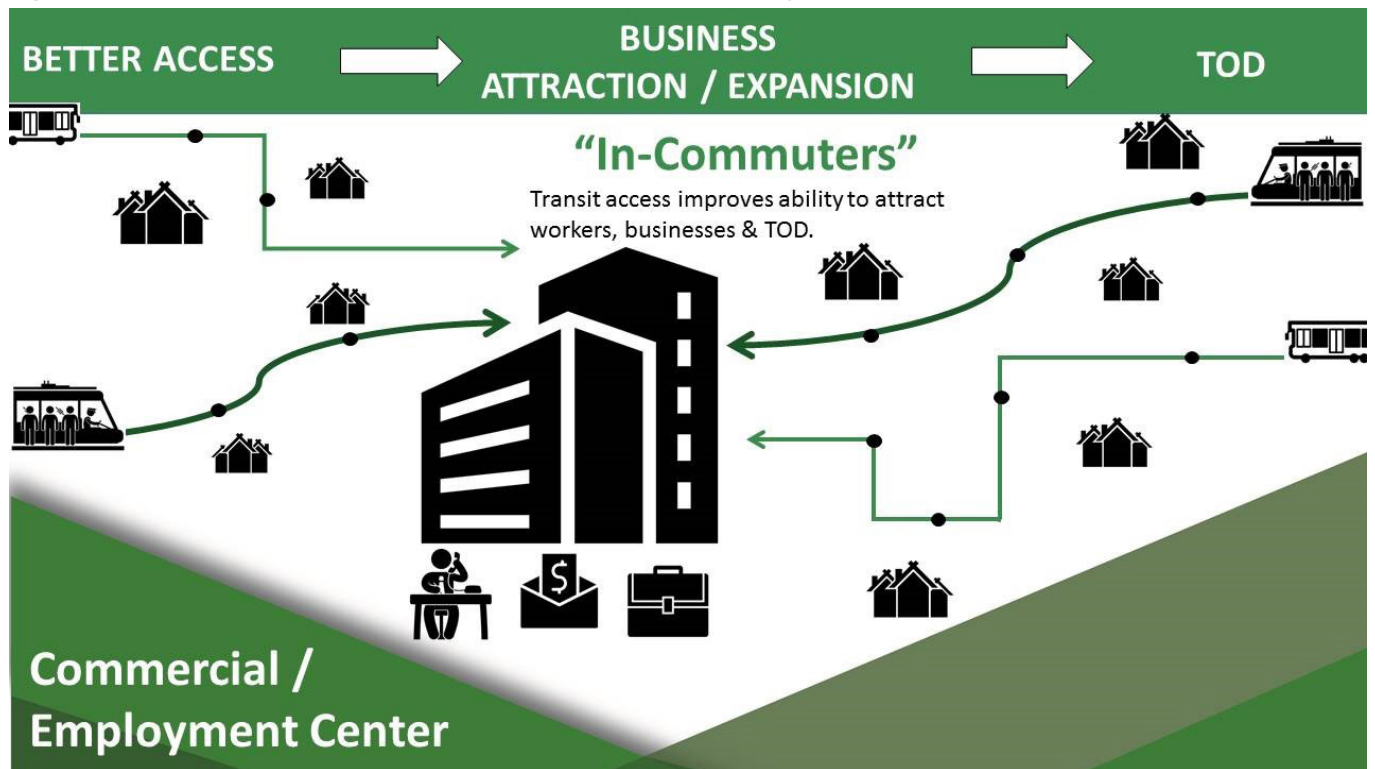 BETTER ACCESS
BUSINESS
ATTRACTION / EXPANSION
TOD
“In-Commuters”
Transit access improves ability to attract
workers, businesses & TOD.
$
Commercial /
Employment Center